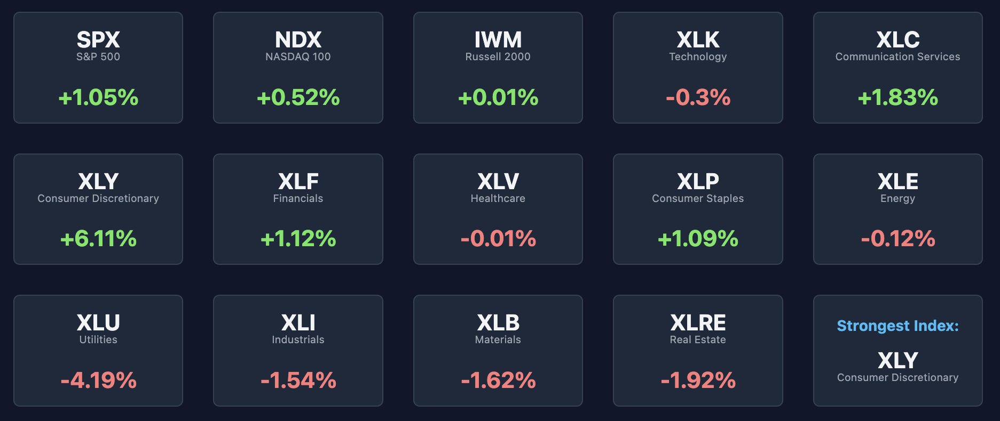 SPX
S&P 500
+1.05%
NDX
NASDAQ 100
+0.52%
IWM
Russell 2000
+0.01%
XLK
Technology
-0.3%
XLC
Communication Services
+1.83%
XLY
Consumer Discretionary
+6.11%
XLF
Financials
+1.12%
XLV
Healthcare
-0.01%
XLP
Consumer Staples
+1.09%
XLE
Energy
-0.12%
XLU
Utilities
-4.19%
XLI
Industrials
-1.54%
XLB
Materials
-1.62%
XLRE
Real Estate
-1.92%
Strongest Index:
XLY
Consumer Discretionary